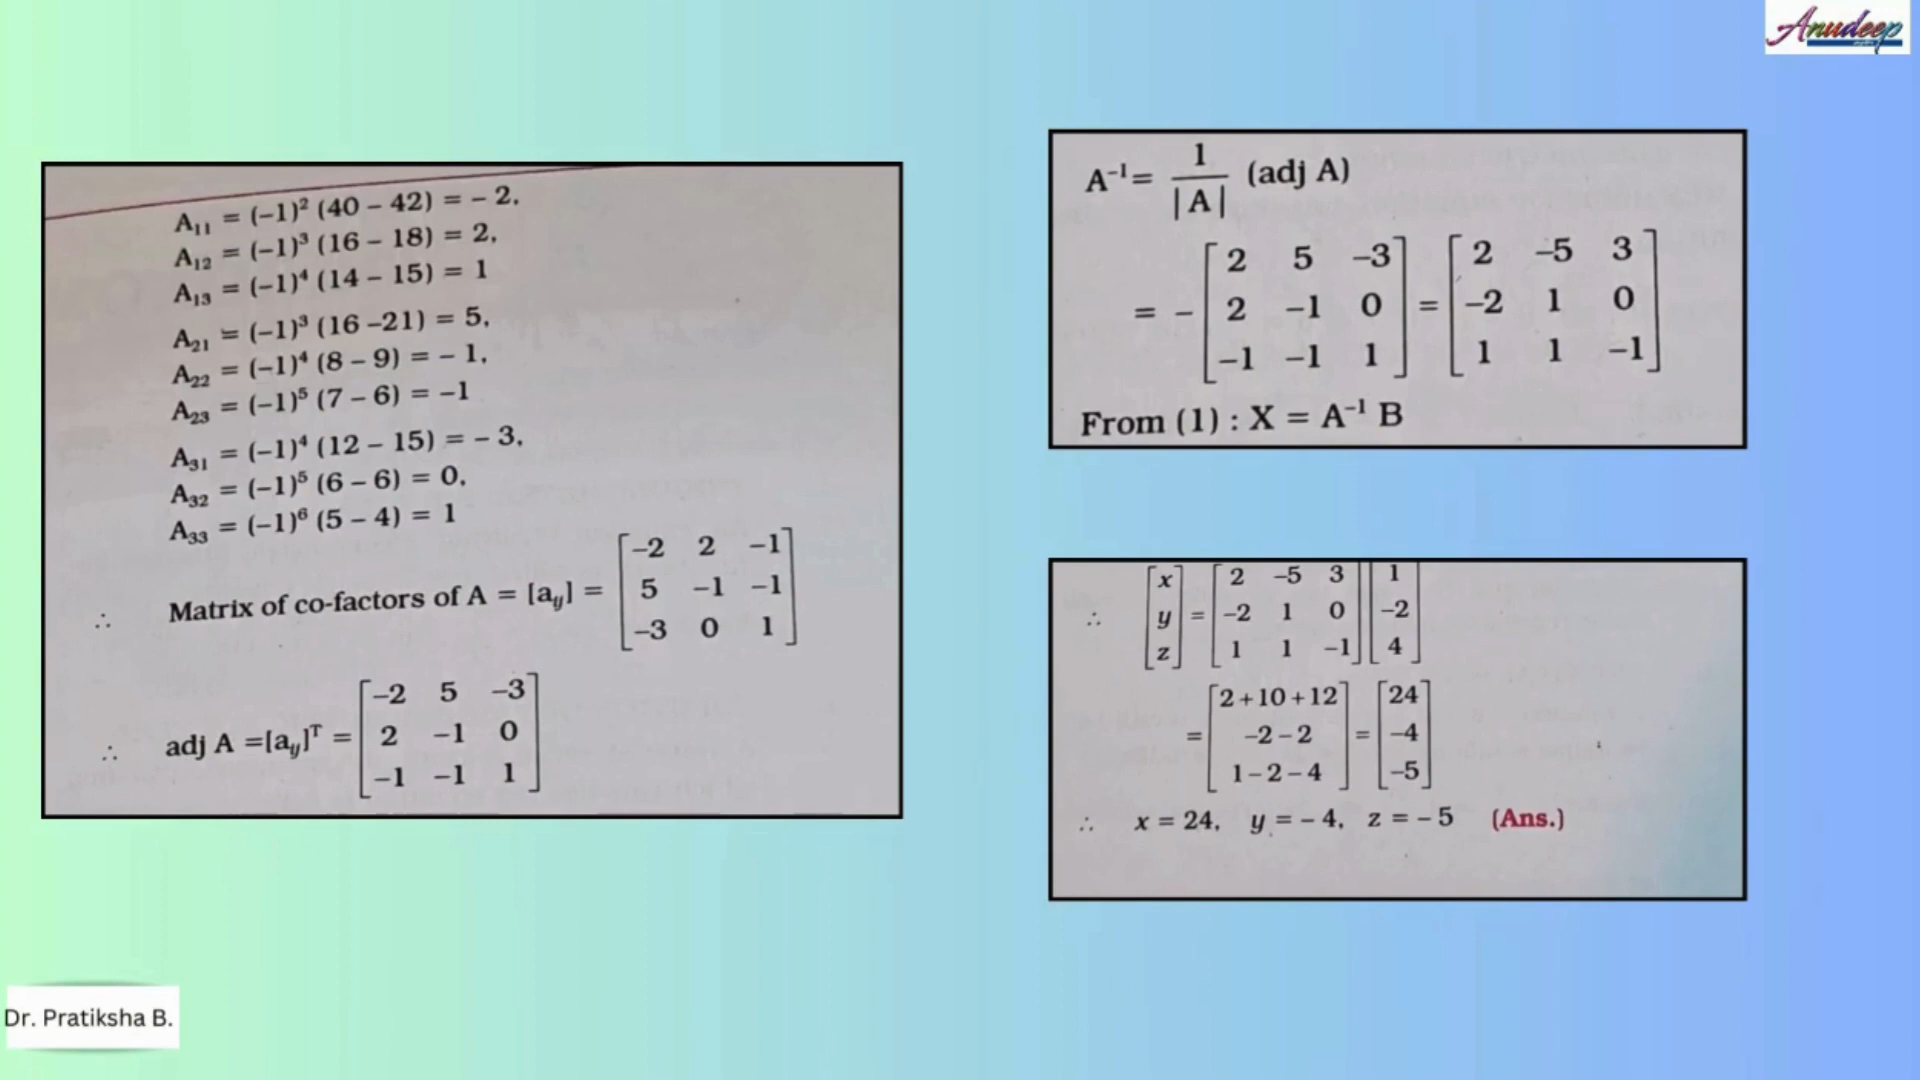 Anudeep
A₁₁ = (–1)² (40 – 42) = – 2,
A₁₂ = (–1)³ (16 – 18) = 2,
A₁₃ = (–1)⁴ (14 – 15) = 1
A₂₁ = (–1)³ (16 –21) = 5,
A₂₂ = (–1)⁴ (8 – 9) = – 1,
A₂₃ = (–1)⁵ (7 – 6) = –1
A₃₁ = (–1)⁴ (12 – 15) = – 3,
A₃₂ = (–1)⁵ (6 – 6) = 0,
A₃₃ = (–1)⁶ (5 – 4) = 1
–2 2 –1
∴ Matrix of co-factors of A = [aᵧ] = 5 –1 –1
–3 0 1
–2 5 –3
∴ adj A =[aᵧ]ᵀ = 2 –1 0
–1 –1 1
A⁻¹= 1 / |A| (adj A)
2 5 –3 2 –5 3
= – 2 –1 0 = –2 1 0
–1 –1 1 1 1 –1
From (1) : X = A⁻¹ B
x 2 –5 3 1
∴ y = –2 1 0 –2
z 1 1 –1 4
2+10+12 24
= –2–2 = –4
1–2–4 –5
∴ x = 24, y = – 4, z = – 5 (Ans.)
Dr. Pratiksha B.